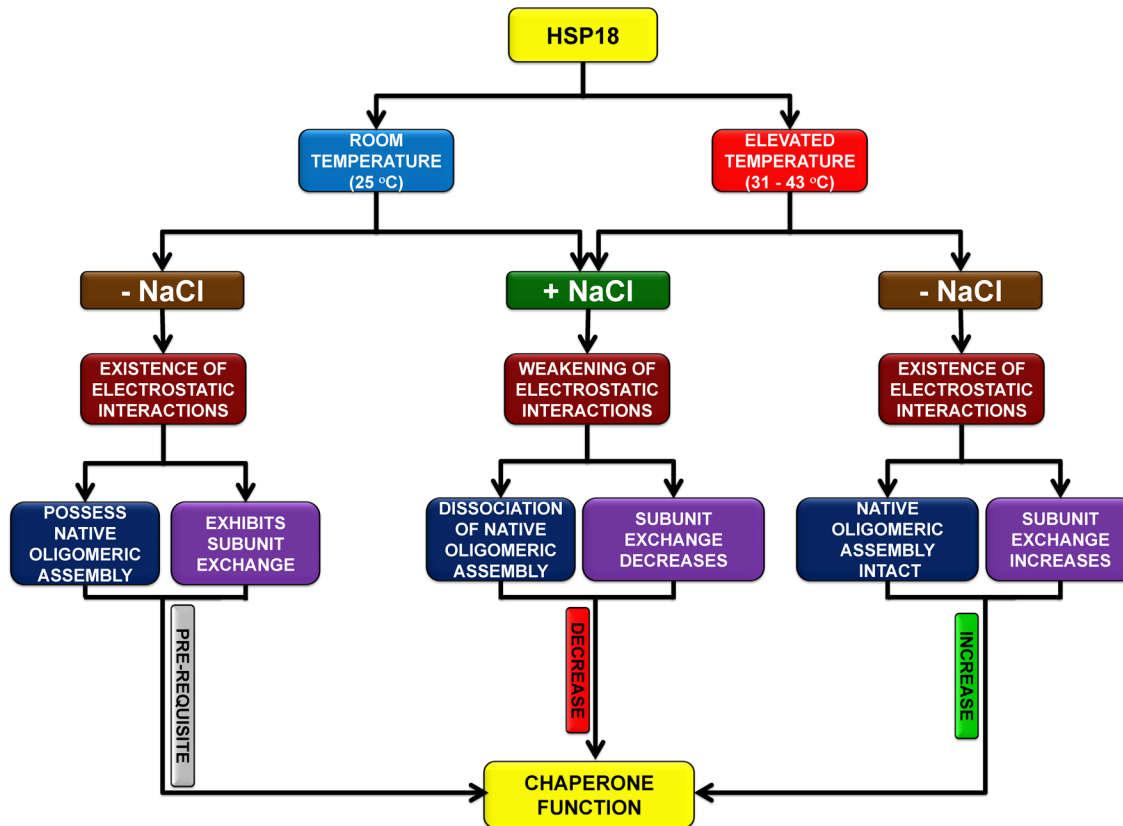 HSP18
ROOM
TEMPERATURE
(25 °C)
ELEVATED
TEMPERATURE
(31 - 43 °C)
- NaCl
+ NaCl
- NaCl
EXISTENCE OF
ELECTROSTATIC
INTERACTIONS
WEAKENING OF
ELECTROSTATIC
INTERACTIONS
EXISTENCE OF
ELECTROSTATIC
INTERACTIONS
POSSESS
NATIVE
OLIGOMERIC
ASSEMBLY
EXHIBITS
SUBUNIT
EXCHANGE
DISSOCIATION
OF NATIVE
OLIGOMERIC
ASSEMBLY
SUBUNIT
EXCHANGE
DECREASES
NATIVE
OLIGOMERIC
ASSEMBLY
INTACT
SUBUNIT
EXCHANGE
INCREASES
PRE-REQUISITE
DECREASE
INCREASE
CHAPERONE
FUNCTION